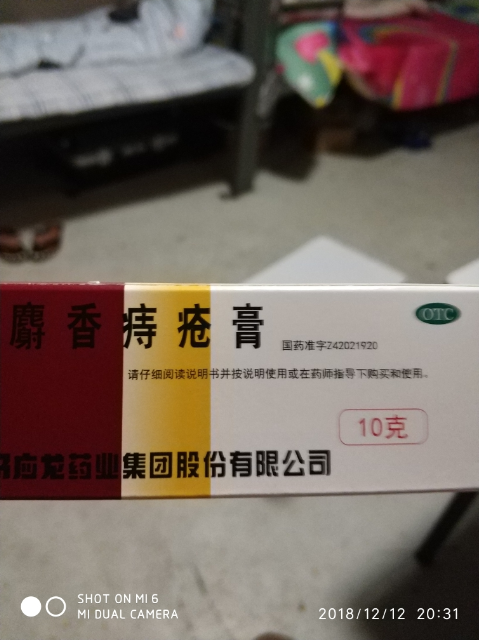 麝香痔疮膏
OTC
国药准字Z42021920
请仔细阅读说明书并按说明使用或在药师指导下购买和使用。
10克
马应龙药业集团股份有限公司
SHOT ON MI 6
MI DUAL CAMERA
2018/12/12 20:31